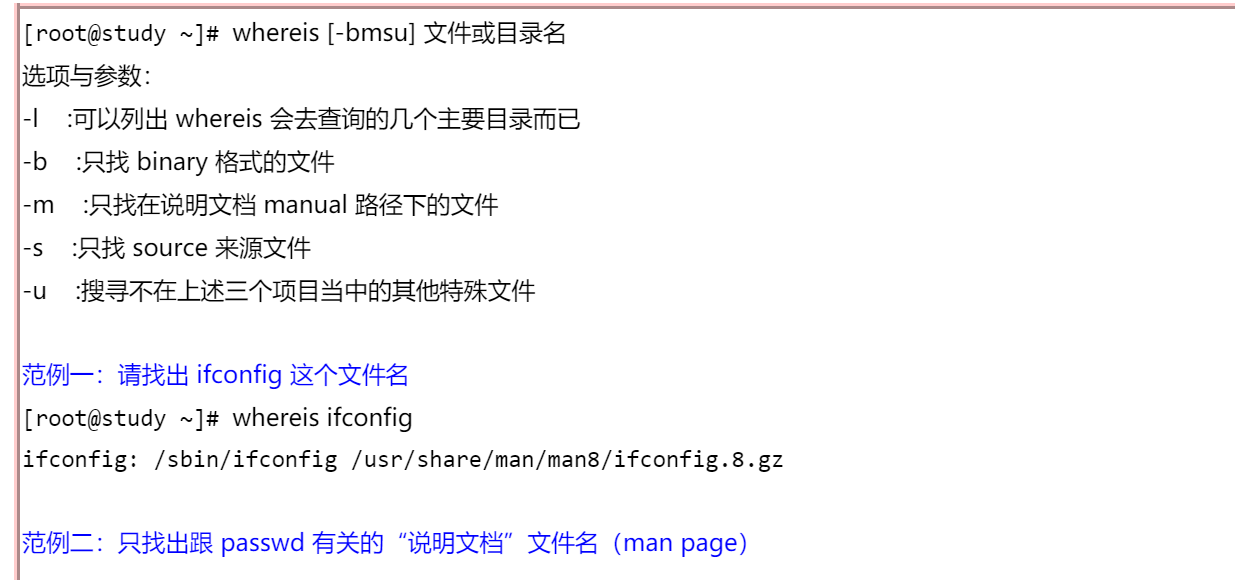 [root@study ~]# whereis [-bmsu] 文件或目录名
选项与参数：
-l :可以列出 whereis 会去查询的几个主要目录而已
-b :只找 binary 格式的文件
-m :只找在说明文档 manual 路径下的文件
-s :只找 source 来源文件
-u :搜寻不在上述三个项目当中的其他特殊文件
范例一：请找出 ifconfig 这个文件名
[root@study ~]# whereis ifconfig
ifconfig: /sbin/ifconfig /usr/share/man/man8/ifconfig.8.gz
范例二：只找出跟 passwd 有关的“说明文档”文件名（man page）